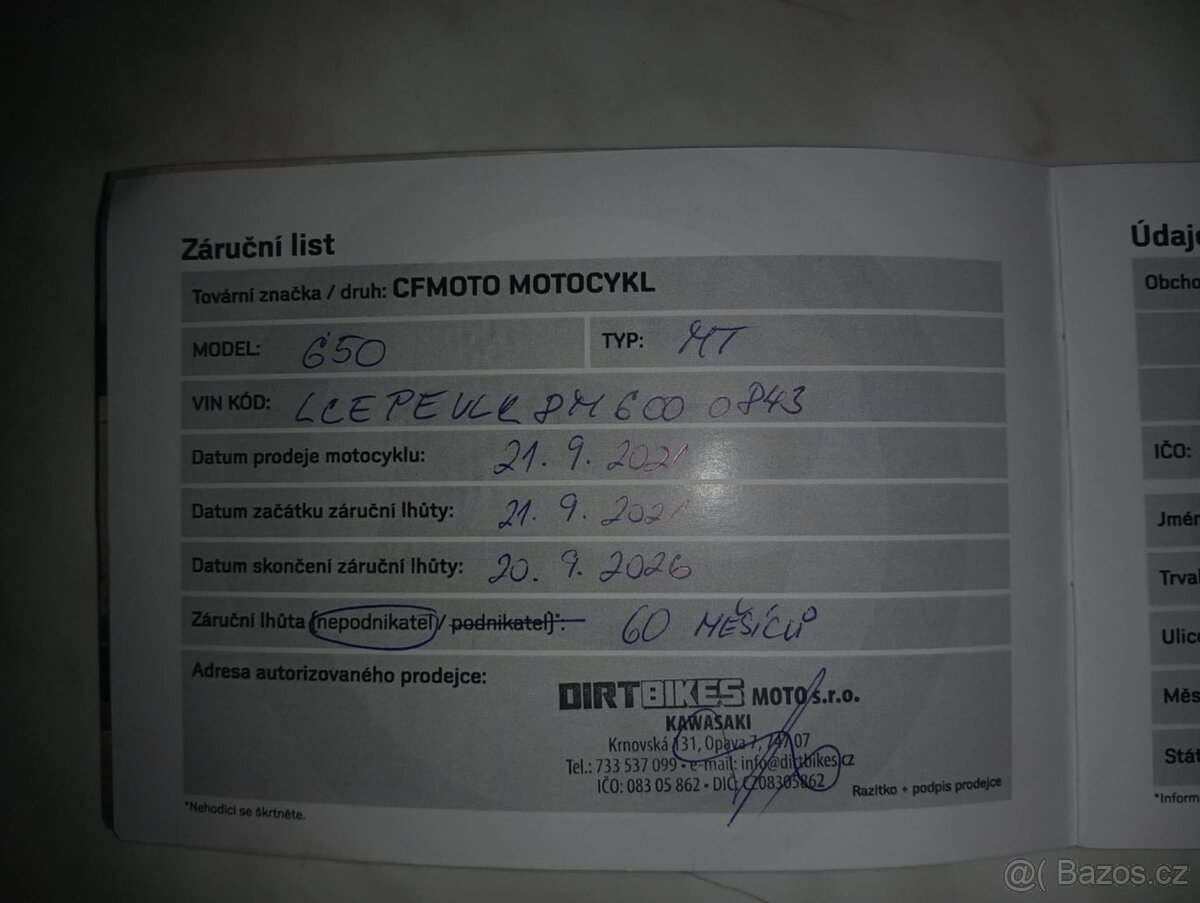 Záruční list
Tovární značka / druh: CFMOTO MOTOCYKL
MODEL: 650 TYP: MT
VIN KÓD: LCEPEVLK8M6000843
Datum prodeje motocyklu: 21. 9. 2021
Datum začátku záruční lhůty: 21. 9. 2021
Datum skončení záruční lhůty: 20. 9. 2026
Záruční lhůta (nepodnikatel/podnikatel)*: 60 MĚSÍCŮ
Adresa autorizovaného prodejce:
DIRTBIKES MOTO s.r.o.
KAWASAKI
Krnovská 131, Opava 7, 747 07
Tel.: 733 537 099 • e-mail: info@dirtbikes.cz
IČO: 083 05 862 • DIČ: CZ08305862
Razítko + podpis prodejce
*Nehodící se škrtněte.
Údaje
Obcho
IČO:
Jmén
Trval
Ulice
Měs
Stát
*Inform
@( Bazos.cz